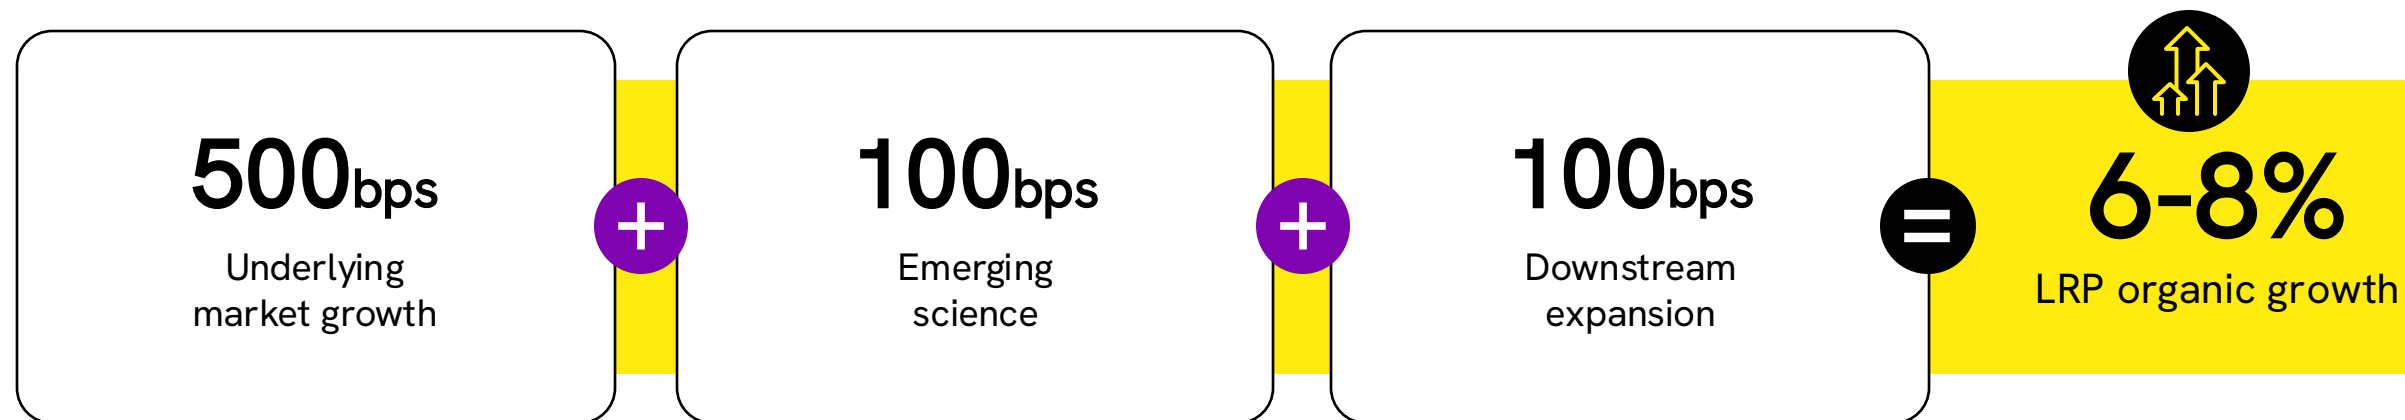 500bps
Underlying
market growth
+
100bps
Emerging
science
+
100bps
Downstream
expansion
=
6-8%
LRP organic growth